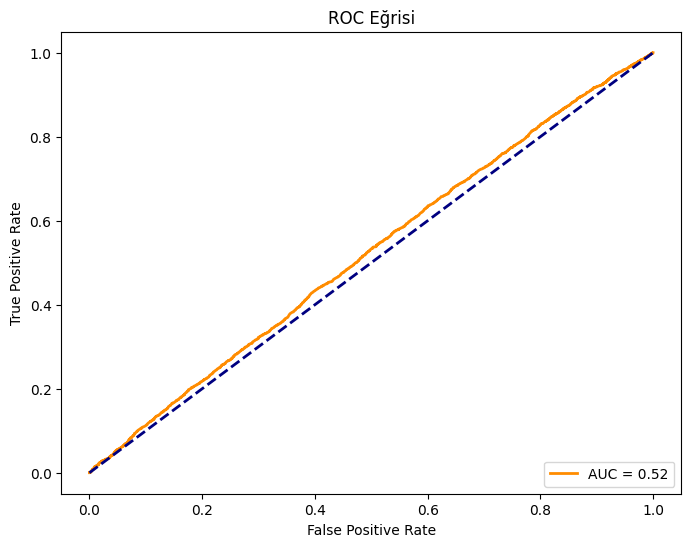 ROC Eğrisi
True Positive Rate
1.0
0.8
0.6
0.4
0.2
0.0
AUC = 0.52
0.0 0.2 0.4 0.6 0.8 1.0
False Positive Rate